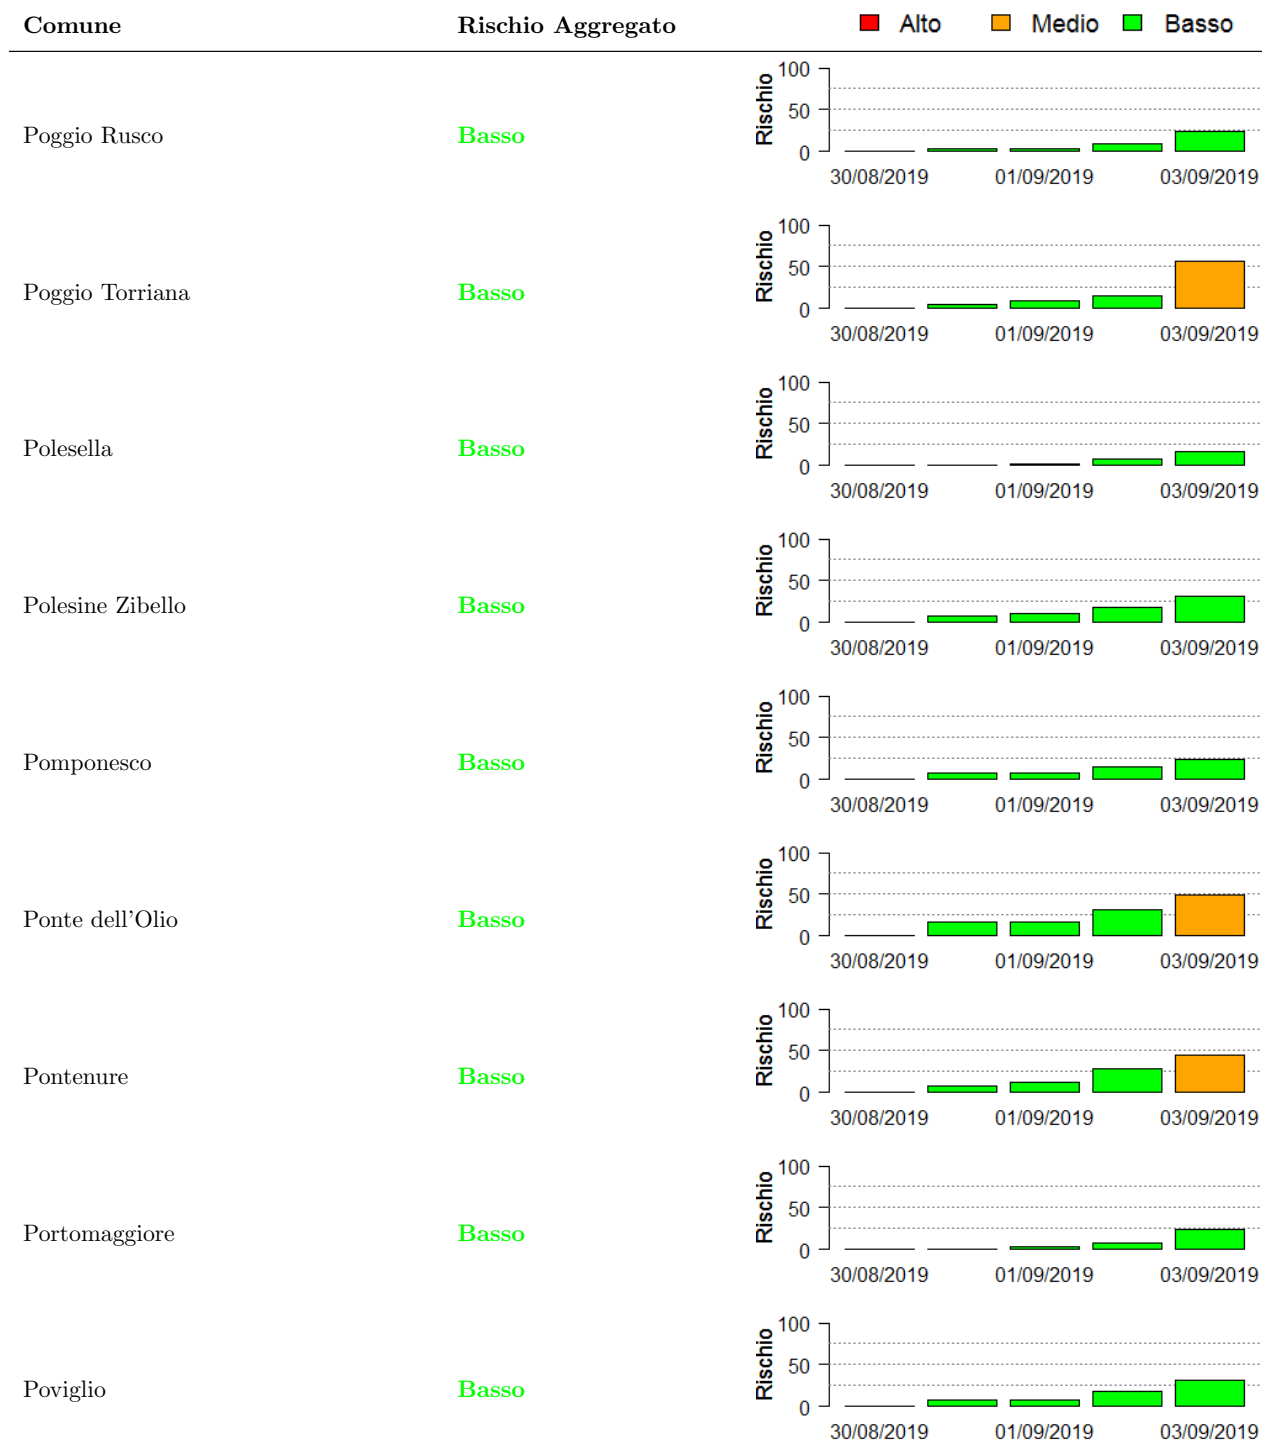 Comune Rischio Aggregato Alto Medio Basso
Poggio Rusco Basso
Rischio
100
50
0
30/08/2019 01/09/2019 03/09/2019
Poggio Torriana Basso
Rischio
100
50
0
30/08/2019 01/09/2019 03/09/2019
Polesella Basso
Rischio
100
50
0
30/08/2019 01/09/2019 03/09/2019
Polesine Zibello Basso
Rischio
100
50
0
30/08/2019 01/09/2019 03/09/2019
Pomponesco Basso
Rischio
100
50
0
30/08/2019 01/09/2019 03/09/2019
Ponte dell'Olio Basso
Rischio
100
50
0
30/08/2019 01/09/2019 03/09/2019
Pontenure Basso
Rischio
100
50
0
30/08/2019 01/09/2019 03/09/2019
Portomaggiore Basso
Rischio
100
50
0
30/08/2019 01/09/2019 03/09/2019
Poviglio Basso
Rischio
100
50
0
30/08/2019 01/09/2019 03/09/2019